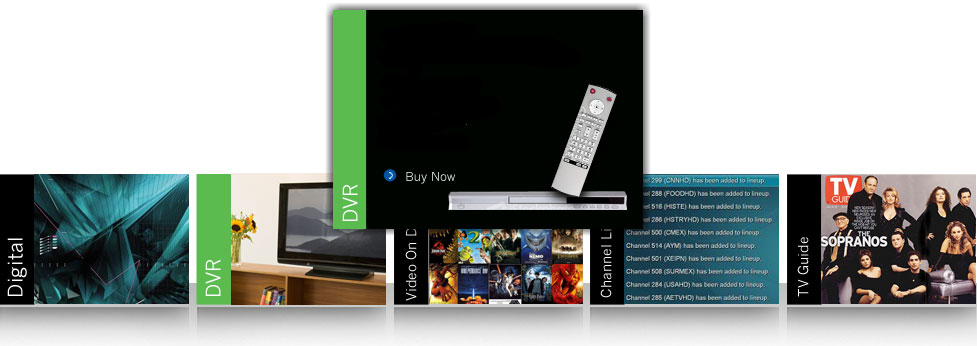 DVR
Buy Now
Digital
DVR
Video On D
Channel Li
nel 299 (CNNHD) has been added to lineup.
Channel 288 (FOODHD) has been added to lineup.
Channel 516 (HISTE) has been added to lineup.
Channel 286 (HSTRYHD) has been added to lineup.
Channel 500 (CMEX) has been added to lineup.
Channel 514 (AYM) has been added to lineup.
Channel 501 (XEIPN) has been added to lineup.
Channel 508 (SURMEX) has been added to lineup.
Channel 284 (USAHD) has been added to lineup.
Channel 285 (AETVHD) has been added to lineup.
TV Guide
TV
GUIDE
THE
SOPRANOS
NEMO